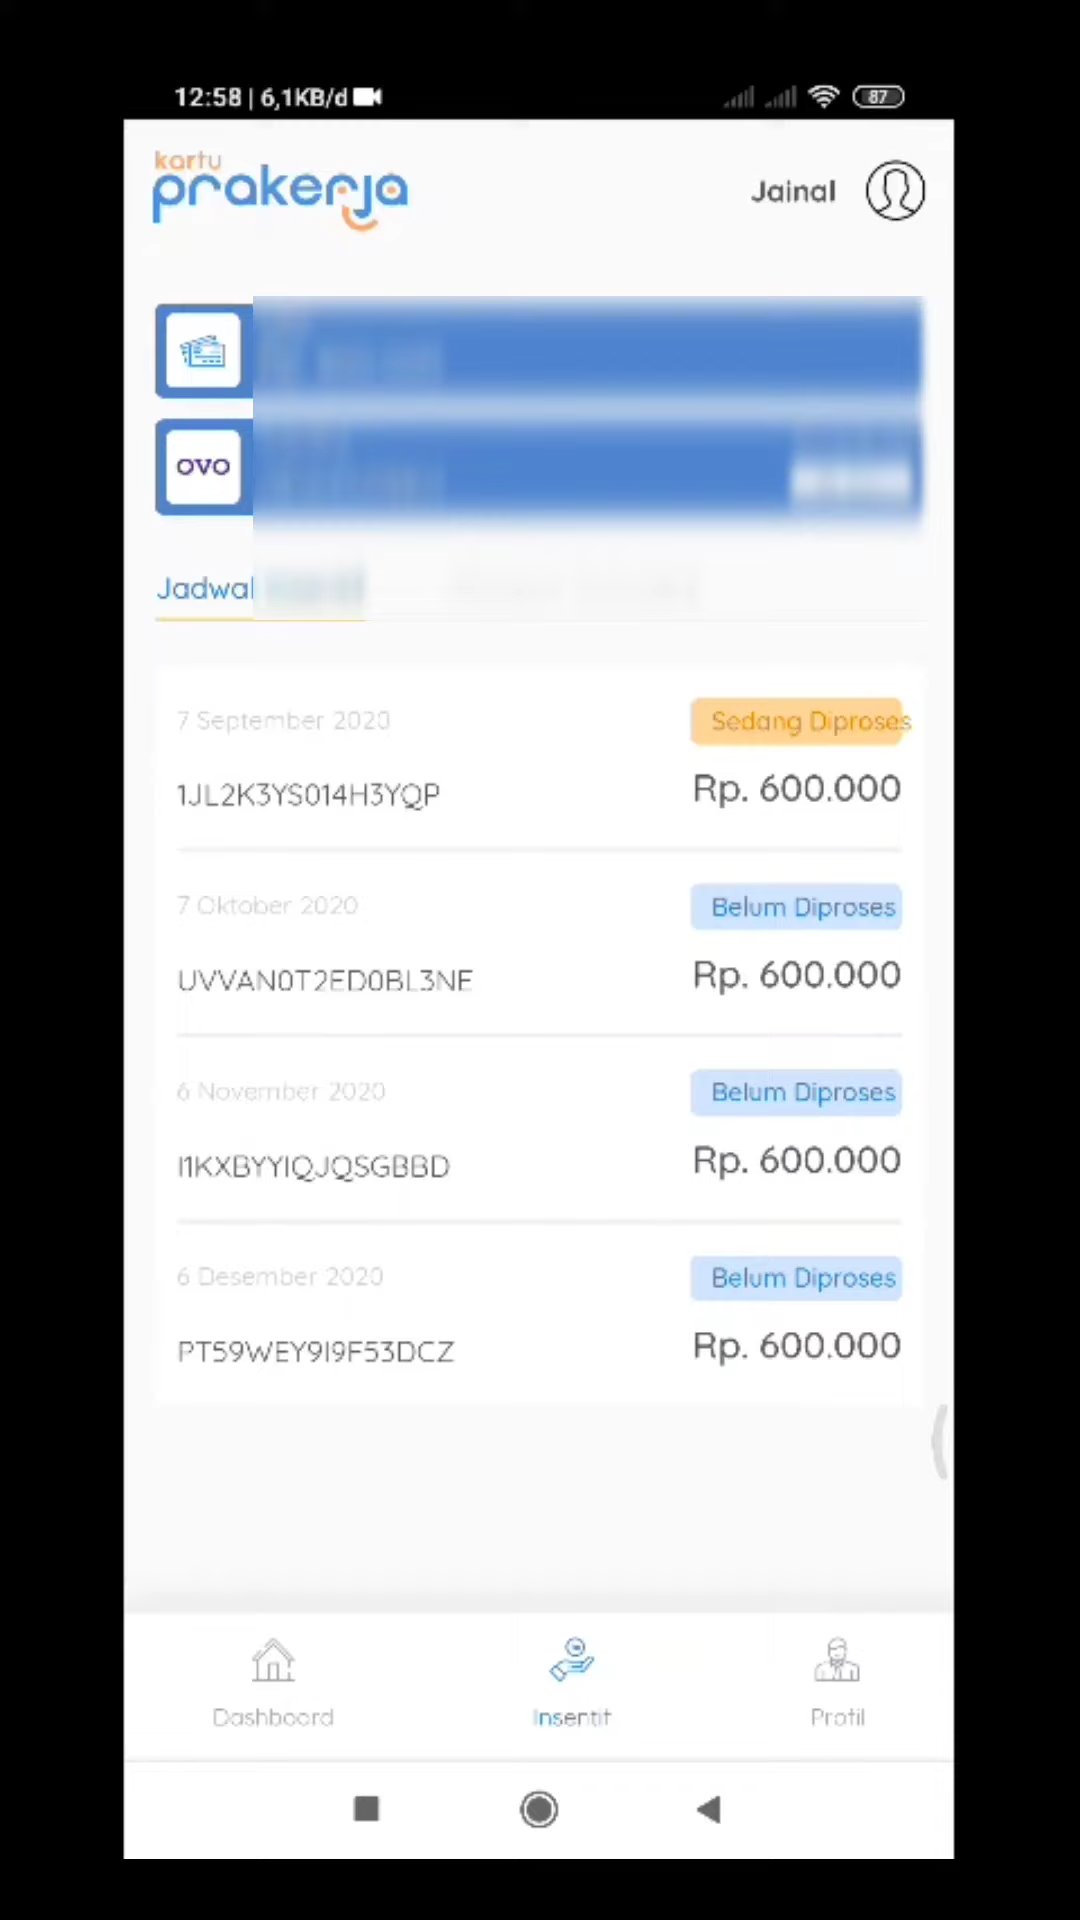 12:58 | 6,1KB/d
87
kartu
prakerja
Jainal
OVO
Jadwal
7 September 2020
Sedang Diproses
1JL2K3YS014H3YQP
Rp. 600.000
7 Oktober 2020
Belum Diproses
UVVAN0T2ED0BL3NE
Rp. 600.000
6 November 2020
Belum Diproses
I1KXBYYIQJQSGBBD
Rp. 600.000
6 Desember 2020
Belum Diproses
PT59WEY9I9F53DCZ
Rp. 600.000
Dashboard
Insentif
Profil